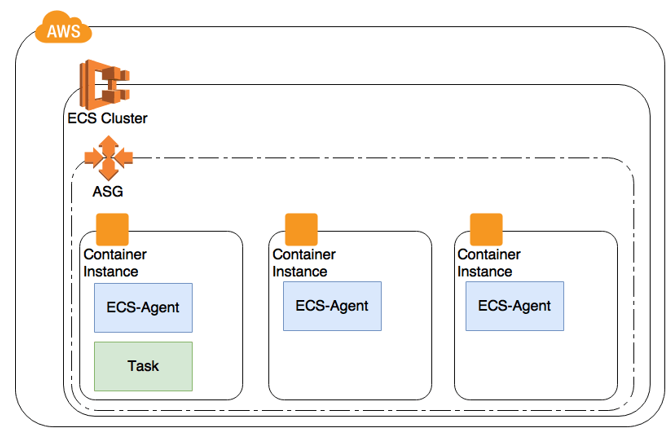 AWS
ECS Cluster
ASG
Container
Instance
ECS-Agent
Task
Container
Instance
ECS-Agent
Container
Instance
ECS-Agent